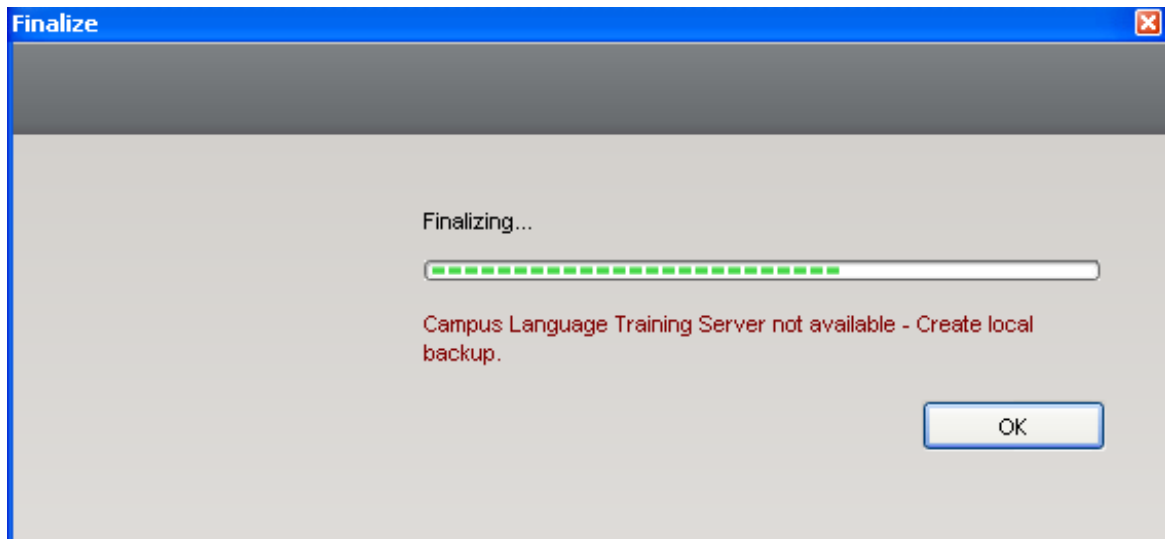 Finalize
Finalizing...
Campus Language Training Server not available - Create local
backup.
OK